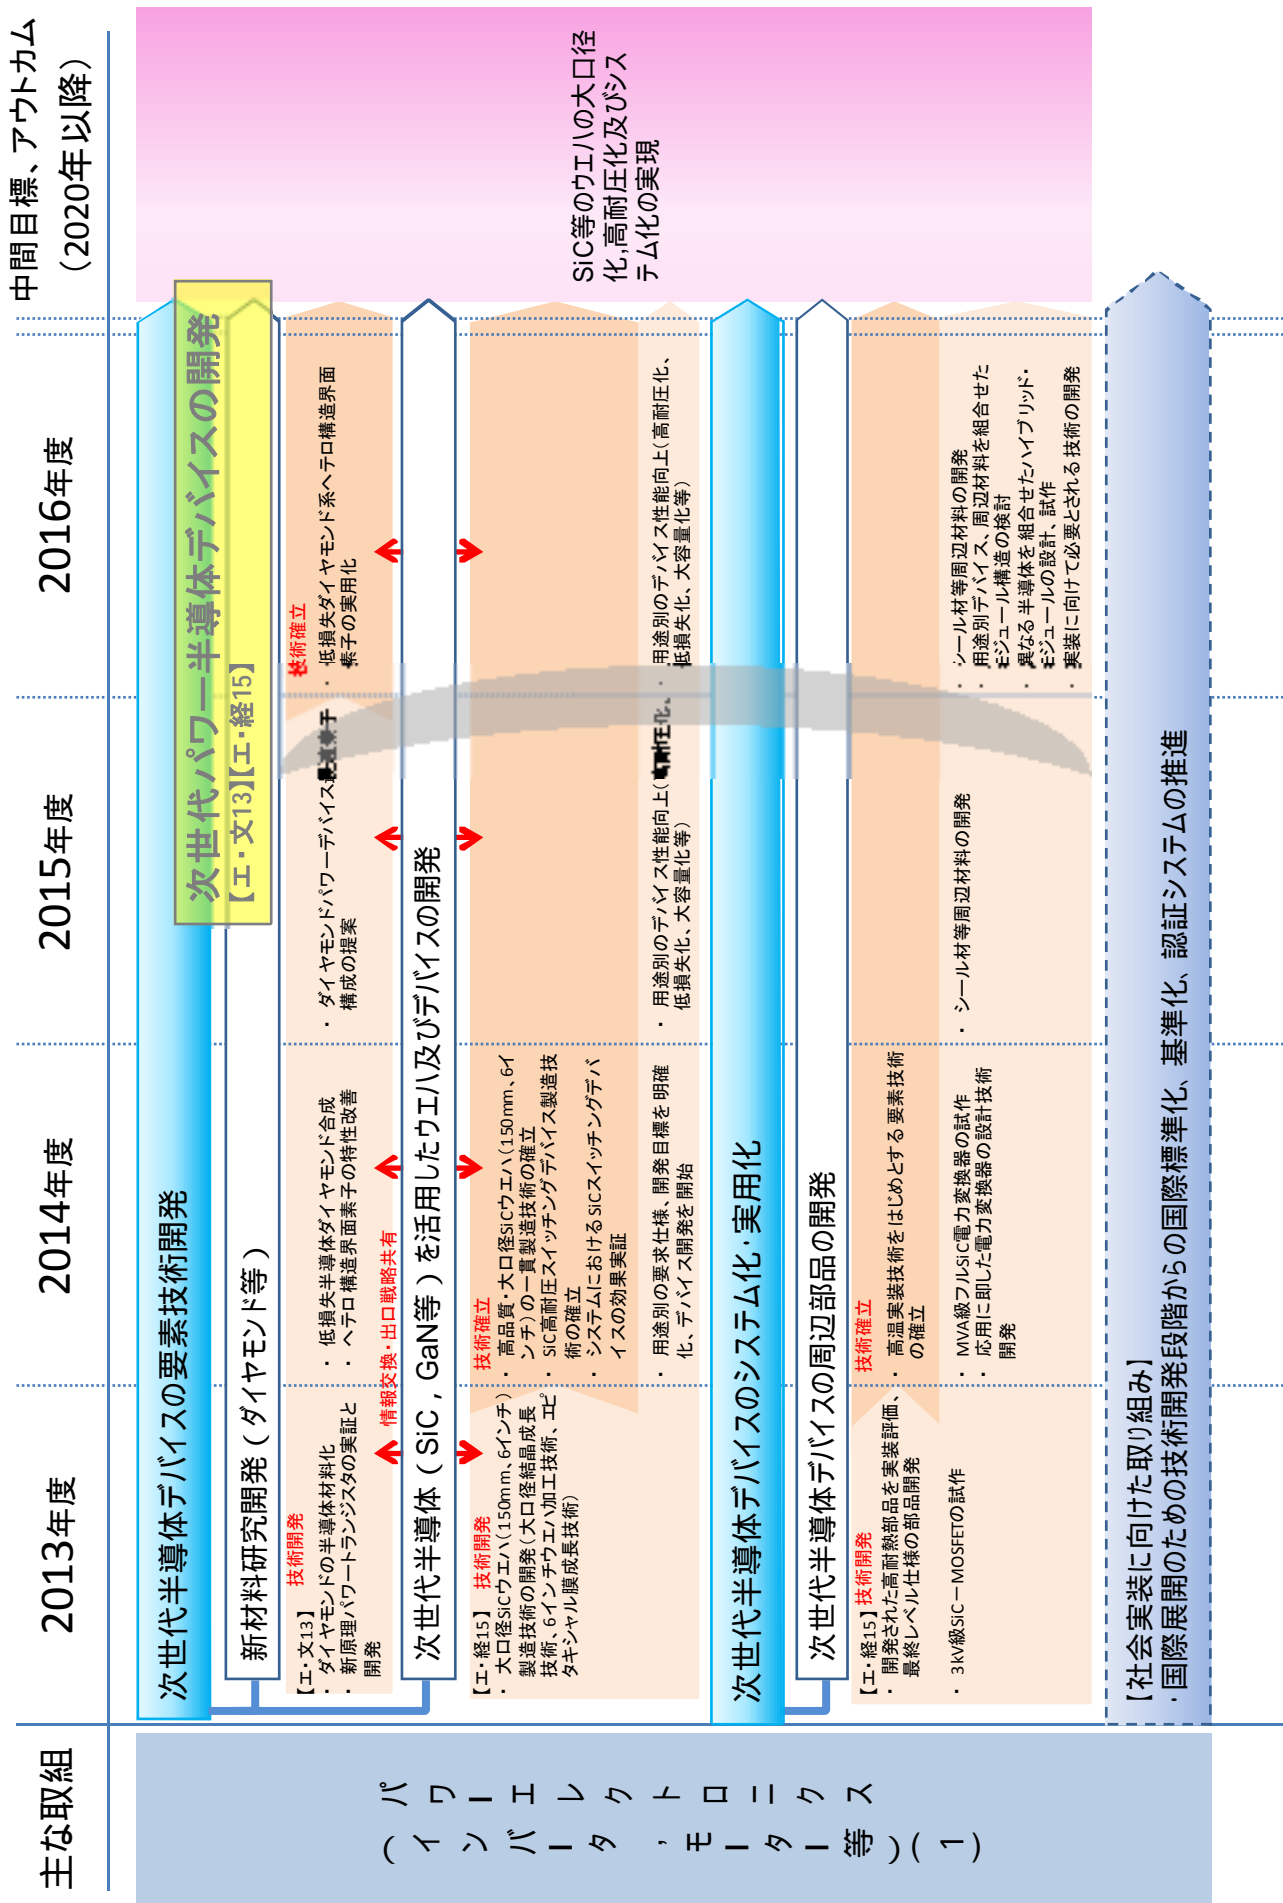 主な取組
2013年度
2014年度
2015年度
2016年度
中間目標、アウトカム
（2020年以降）
パワーエレクトロニクス
（インバータ，モーター等）(1)
次世代半導体デバイスの要素技術開発
次世代パワー半導体デバイスの開発
【エ・文13】【エ・経15】
新材料研究開発（ダイヤモンド等）
【エ・文13】
技術開発
・ダイヤモンドの半導体材料化
・新原理パワートランジスタの実証と
開発
・低損失半導体ダイヤモンド合成
・ヘテロ構造界面素子の特性改善
・ダイヤモンドパワーデバイス
構成の提案
技術確立
・低損失ダイヤモンド系ヘテロ構造界面
素子の実用化
情報交換・出口戦略共有
次世代半導体（SiC，GaN等）を活用したウエハ及びデバイスの開発
【エ・経15】 技術開発
・大口径SiCウエハ（150mm、6インチ）
製造技術の開発（大口径結晶成長
技術、6インチウエハ加工技術、エピ
タキシャル膜成長技術）
技術確立
・高品質・大口径SiCウエハ（150mm、6イ
ンチ）の一貫製造技術の確立
・SiC高耐圧スイッチングデバイス製造技
術の確立
・システムにおけるSiCスイッチングデバ
イスの効果実証
・用途別の要求仕様、開発目標を明確
化、デバイス開発を開始
・用途別のデバイス性能向上（高耐圧化、
低損失化、大容量化等）
・用途別のデバイス性能向上（高耐圧化、
低損失化、大容量化等）
次世代半導体デバイスのシステム化・実用化
次世代半導体デバイスの周辺部品の開発
【エ・経15】技術開発
・開発された高耐熱部品を実装評価、
最終レベル仕様の部品開発
・3kV級SiC－MOSFETの試作
技術確立
・高温実装技術をはじめとする要素技術
の確立
・MVA級フルSiC電力変換器の試作
・応用に即した電力変換器の設計技術
開発
・シール材等周辺材料の開発
・シール材等周辺材料の開発
・用途別デバイス、周辺材料を組合せた
モジュール構造の検討
・異なる半導体を組合せたハイブリッド・
モジュールの設計、試作
・実装に向けて必要とされる技術の開発
SiC等のウエハの大口径
化,高耐圧化及びシス
テム化の実現
【社会実装に向けた取り組み】
・国際展開のための技術開発段階からの国際標準化、基準化、認証システムの推進